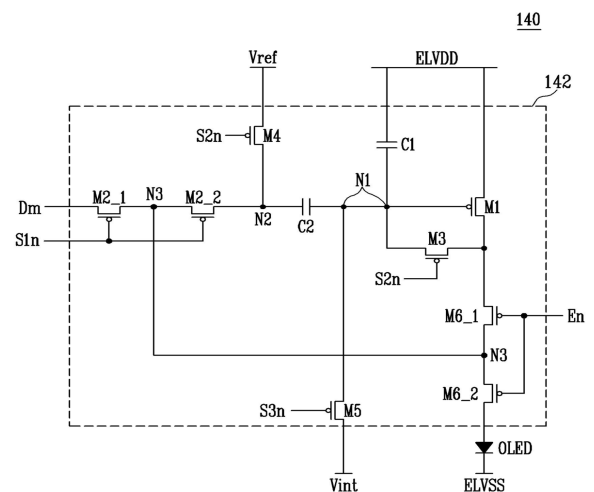 140
Vref
ELVDD
142
S2n
M4
C1
N1
M2_1
N3
M2_2
Dm
N2
C2
M1
S1n
M3
S2n
M6_1
En
N3
M6_2
S3n
M5
OLED
Vint
ELVSS